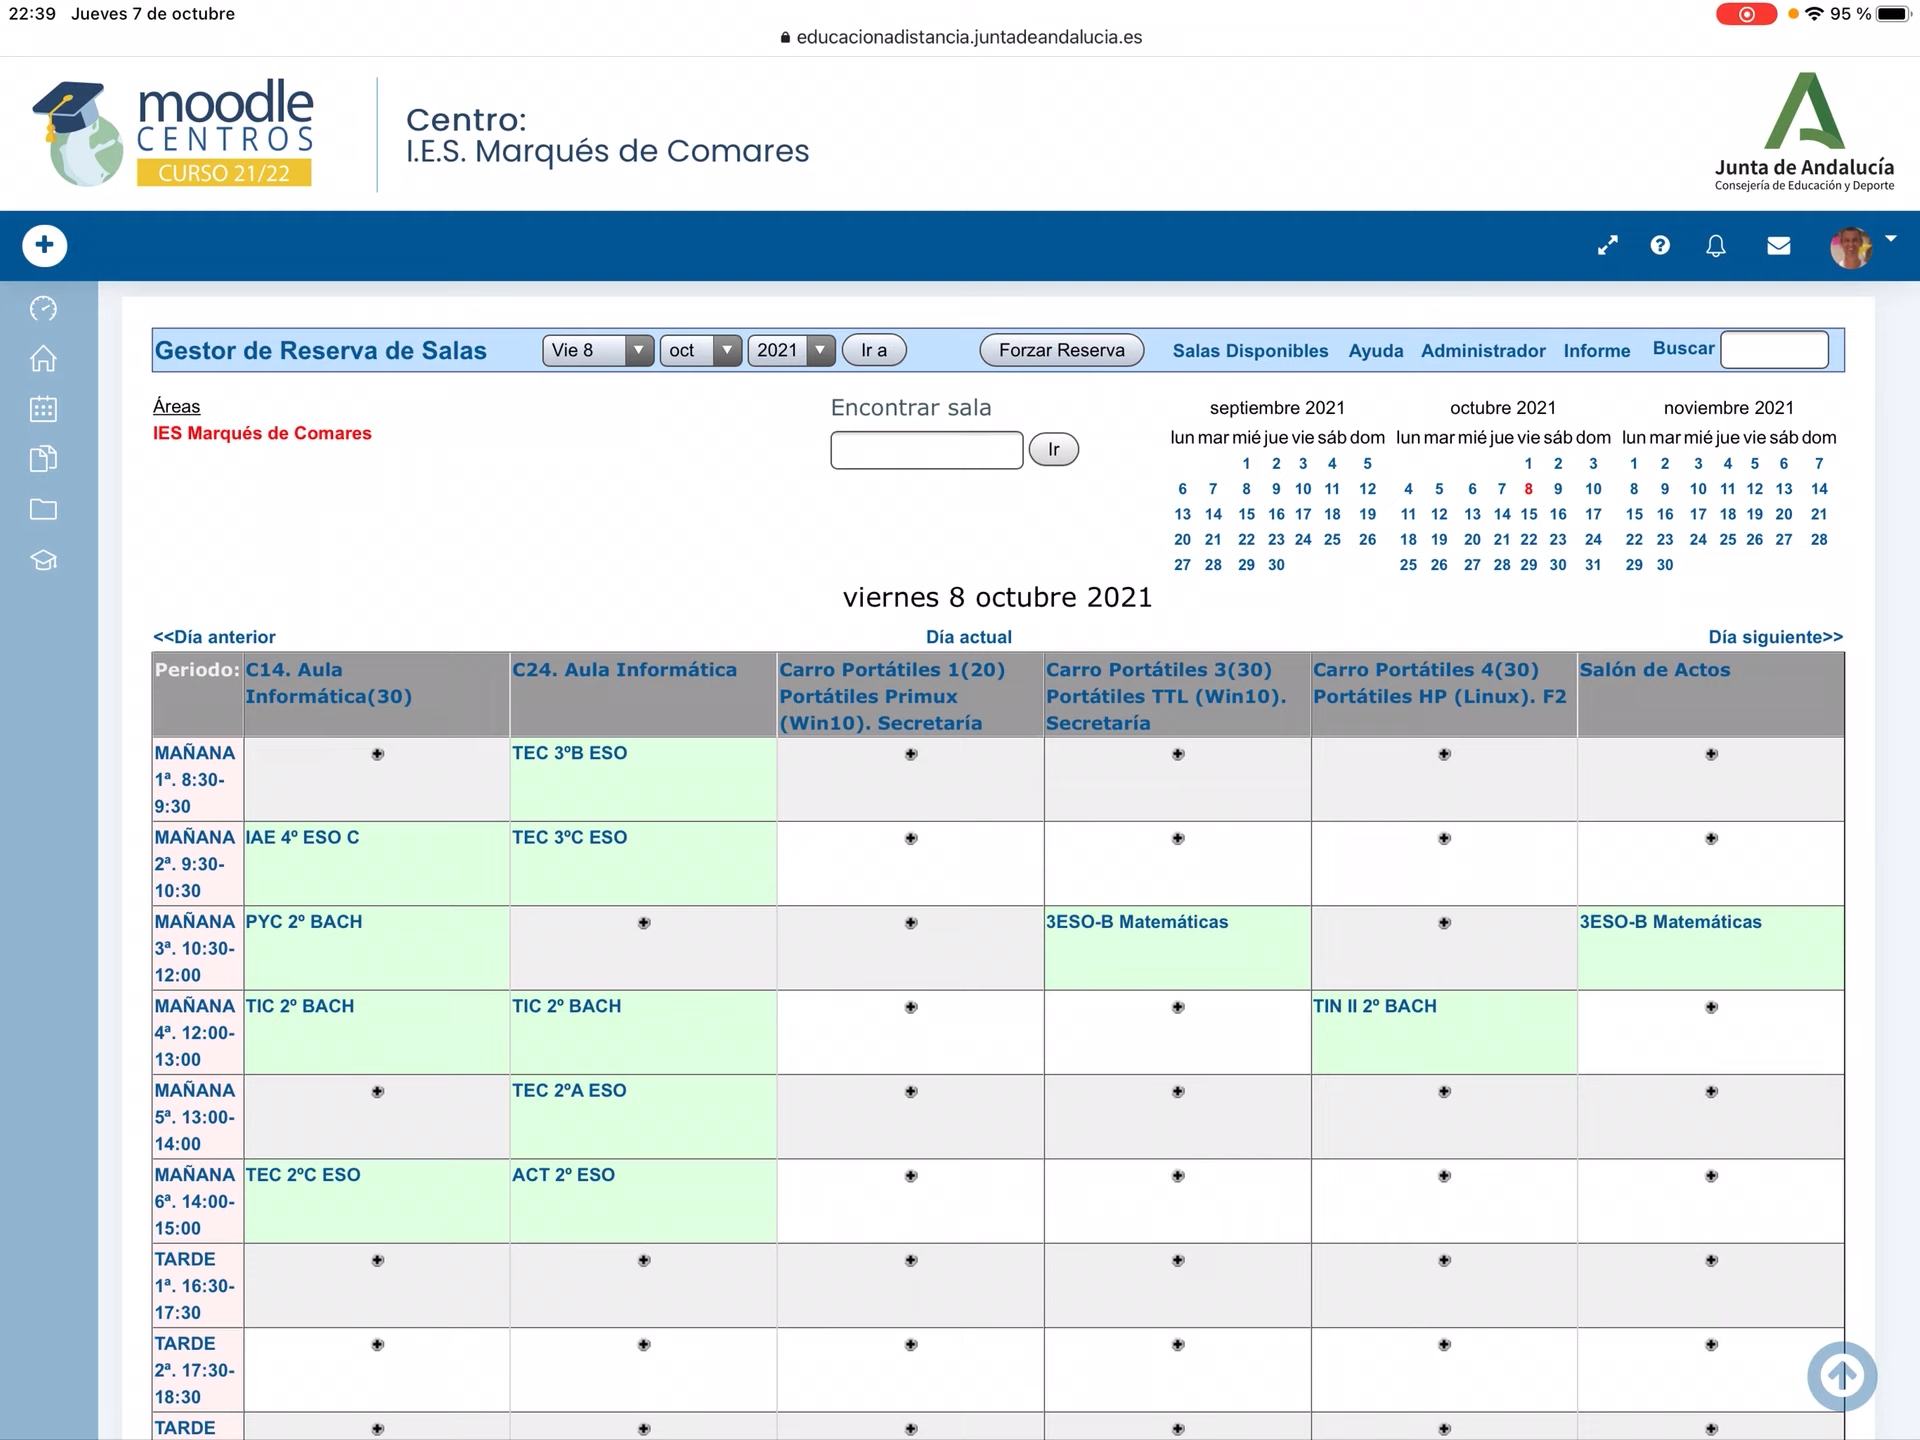 22:39 Jueves 7 de octubre
95 %
educacionadistancia.juntadeandalucia.es
moodle
CENTROS
CURSO 21/22
Centro:
I.E.S. Marqués de Comares
Junta de Andalucía
Consejería de Educación y Deporte
Gestor de Reserva de Salas Vie 8 oct 2021 Ir a Forzar Reserva Salas Disponibles Ayuda Administrador Informe Buscar
Áreas
IES Marqués de Comares
Encontrar sala
Ir
septiembre 2021 octubre 2021 noviembre 2021
lun mar mié jue vie sáb dom lun mar mié jue vie sáb dom lun mar mié jue vie sáb dom
1 2 3 4 5 1 2 3 1 2 3 4 5 6 7
6 7 8 9 10 11 12 4 5 6 7 8 9 10 8 9 10 11 12 13 14
13 14 15 16 17 18 19 11 12 13 14 15 16 17 15 16 17 18 19 20 21
20 21 22 23 24 25 26 18 19 20 21 22 23 24 22 23 24 25 26 27 28
27 28 29 30 25 26 27 28 29 30 31 29 30
viernes 8 octubre 2021
<<Día anterior Día actual Día siguiente>>
Periodo: C14. Aula Informática(30) C24. Aula Informática Carro Portátiles 1(20) Portátiles Primux (Win10). Secretaría Carro Portátiles 3(30) Portátiles TTL (Win10). Secretaría Carro Portátiles 4(30) Portátiles HP (Linux). F2 Salón de Actos
MAÑANA 1ª. 8:30-9:30 TEC 3ºB ESO
MAÑANA 2ª. 9:30-10:30 IAE 4º ESO C TEC 3ºC ESO
MAÑANA 3ª. 10:30-12:00 PYC 2º BACH 3ESO-B Matemáticas 3ESO-B Matemáticas
MAÑANA 4ª. 12:00-13:00 TIC 2º BACH TIC 2º BACH TIN II 2º BACH
MAÑANA 5ª. 13:00-14:00 TEC 2ºA ESO
MAÑANA 6ª. 14:00-15:00 TEC 2ºC ESO ACT 2º ESO
TARDE 1ª. 16:30-17:30
TARDE 2ª. 17:30-18:30
TARDE